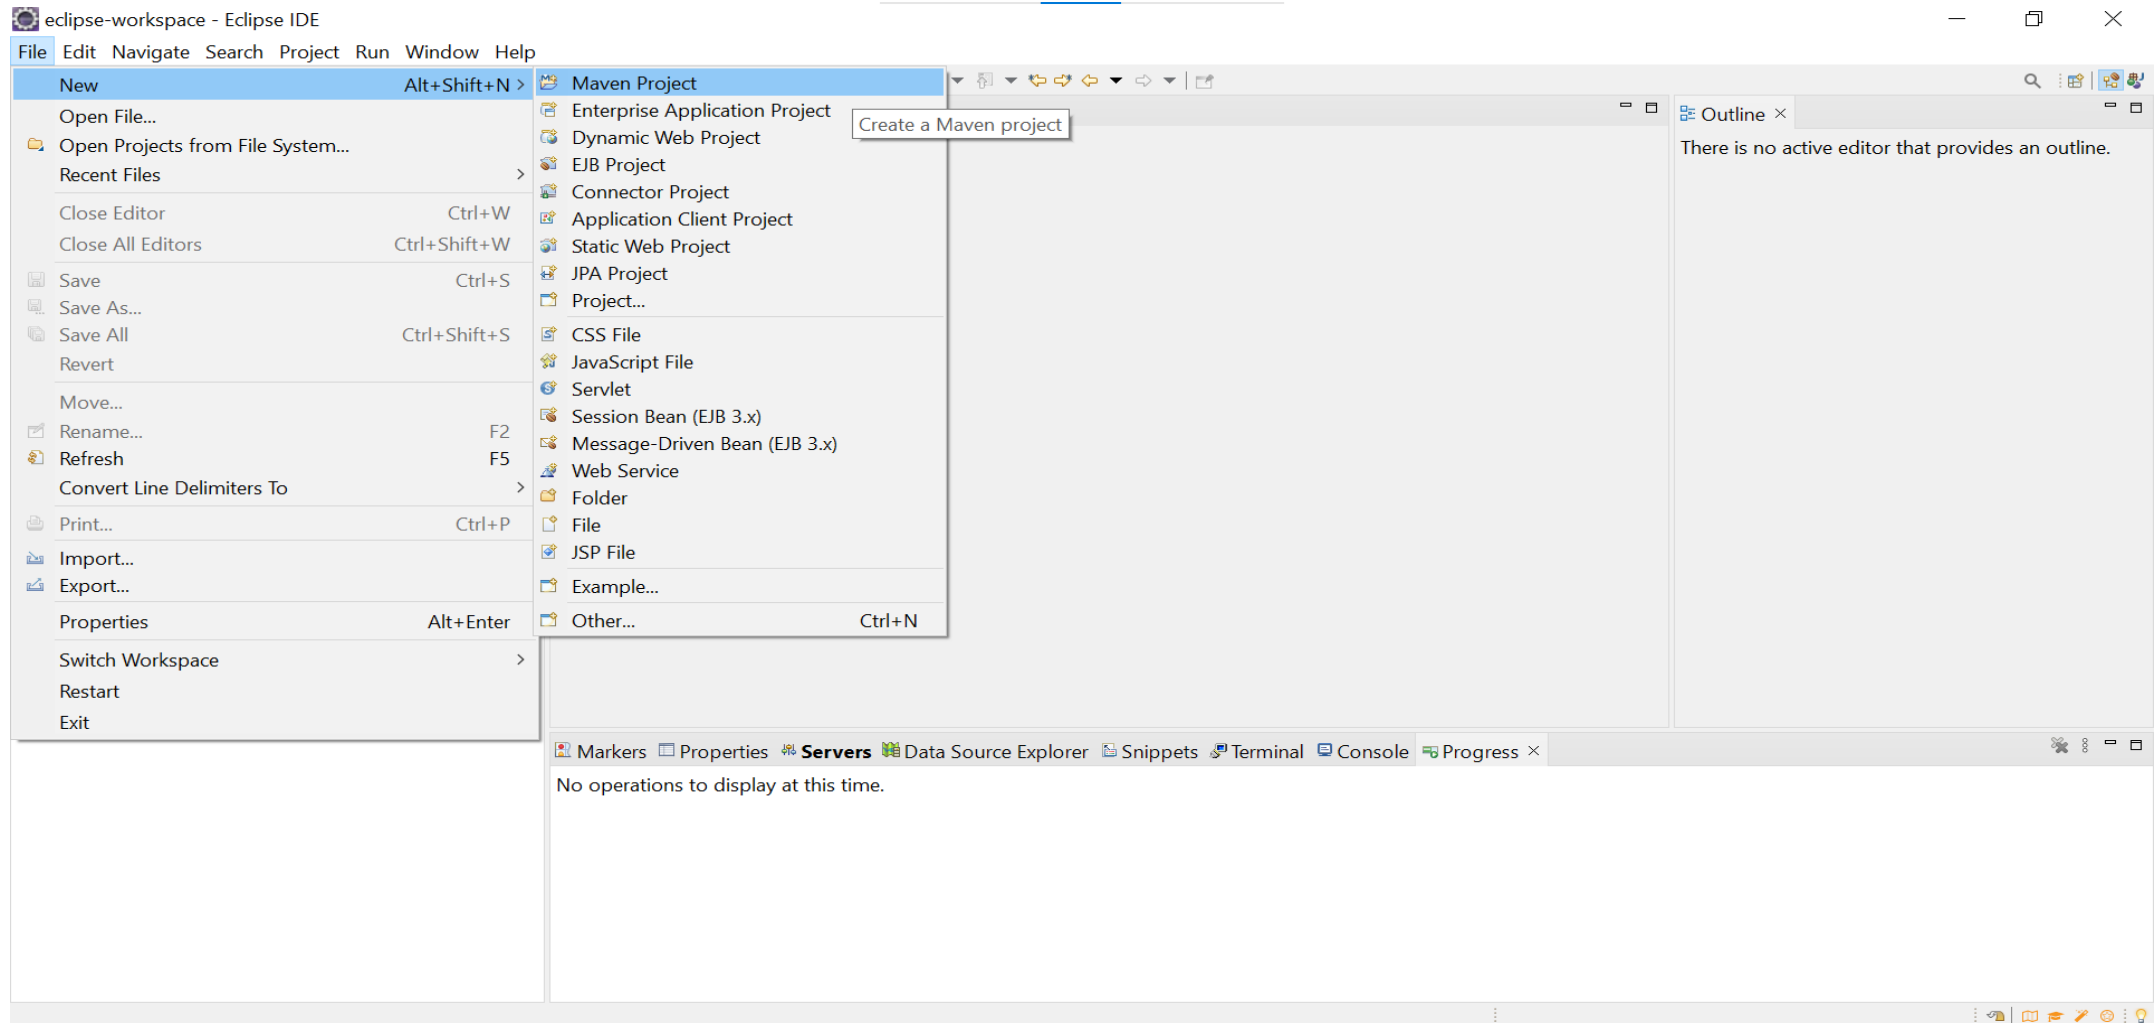 eclipse-workspace - Eclipse IDE
File Edit Navigate Search Project Run Window Help
New Alt+Shift+N >
Open File...
Open Projects from File System...
Recent Files >
Close Editor Ctrl+W
Close All Editors Ctrl+Shift+W
Save Ctrl+S
Save As...
Save All Ctrl+Shift+S
Revert
Move...
Rename... F2
Refresh F5
Convert Line Delimiters To >
Print... Ctrl+P
Import...
Export...
Properties Alt+Enter
Switch Workspace >
Restart
Exit
Maven Project
Enterprise Application Project
Dynamic Web Project
EJB Project
Connector Project
Application Client Project
Static Web Project
JPA Project
Project...
CSS File
JavaScript File
Servlet
Session Bean (EJB 3.x)
Message-Driven Bean (EJB 3.x)
Web Service
Folder
File
JSP File
Example...
Other... Ctrl+N
Create a Maven project
Outline
There is no active editor that provides an outline.
Markers Properties Servers Data Source Explorer Snippets Terminal Console Progress
No operations to display at this time.